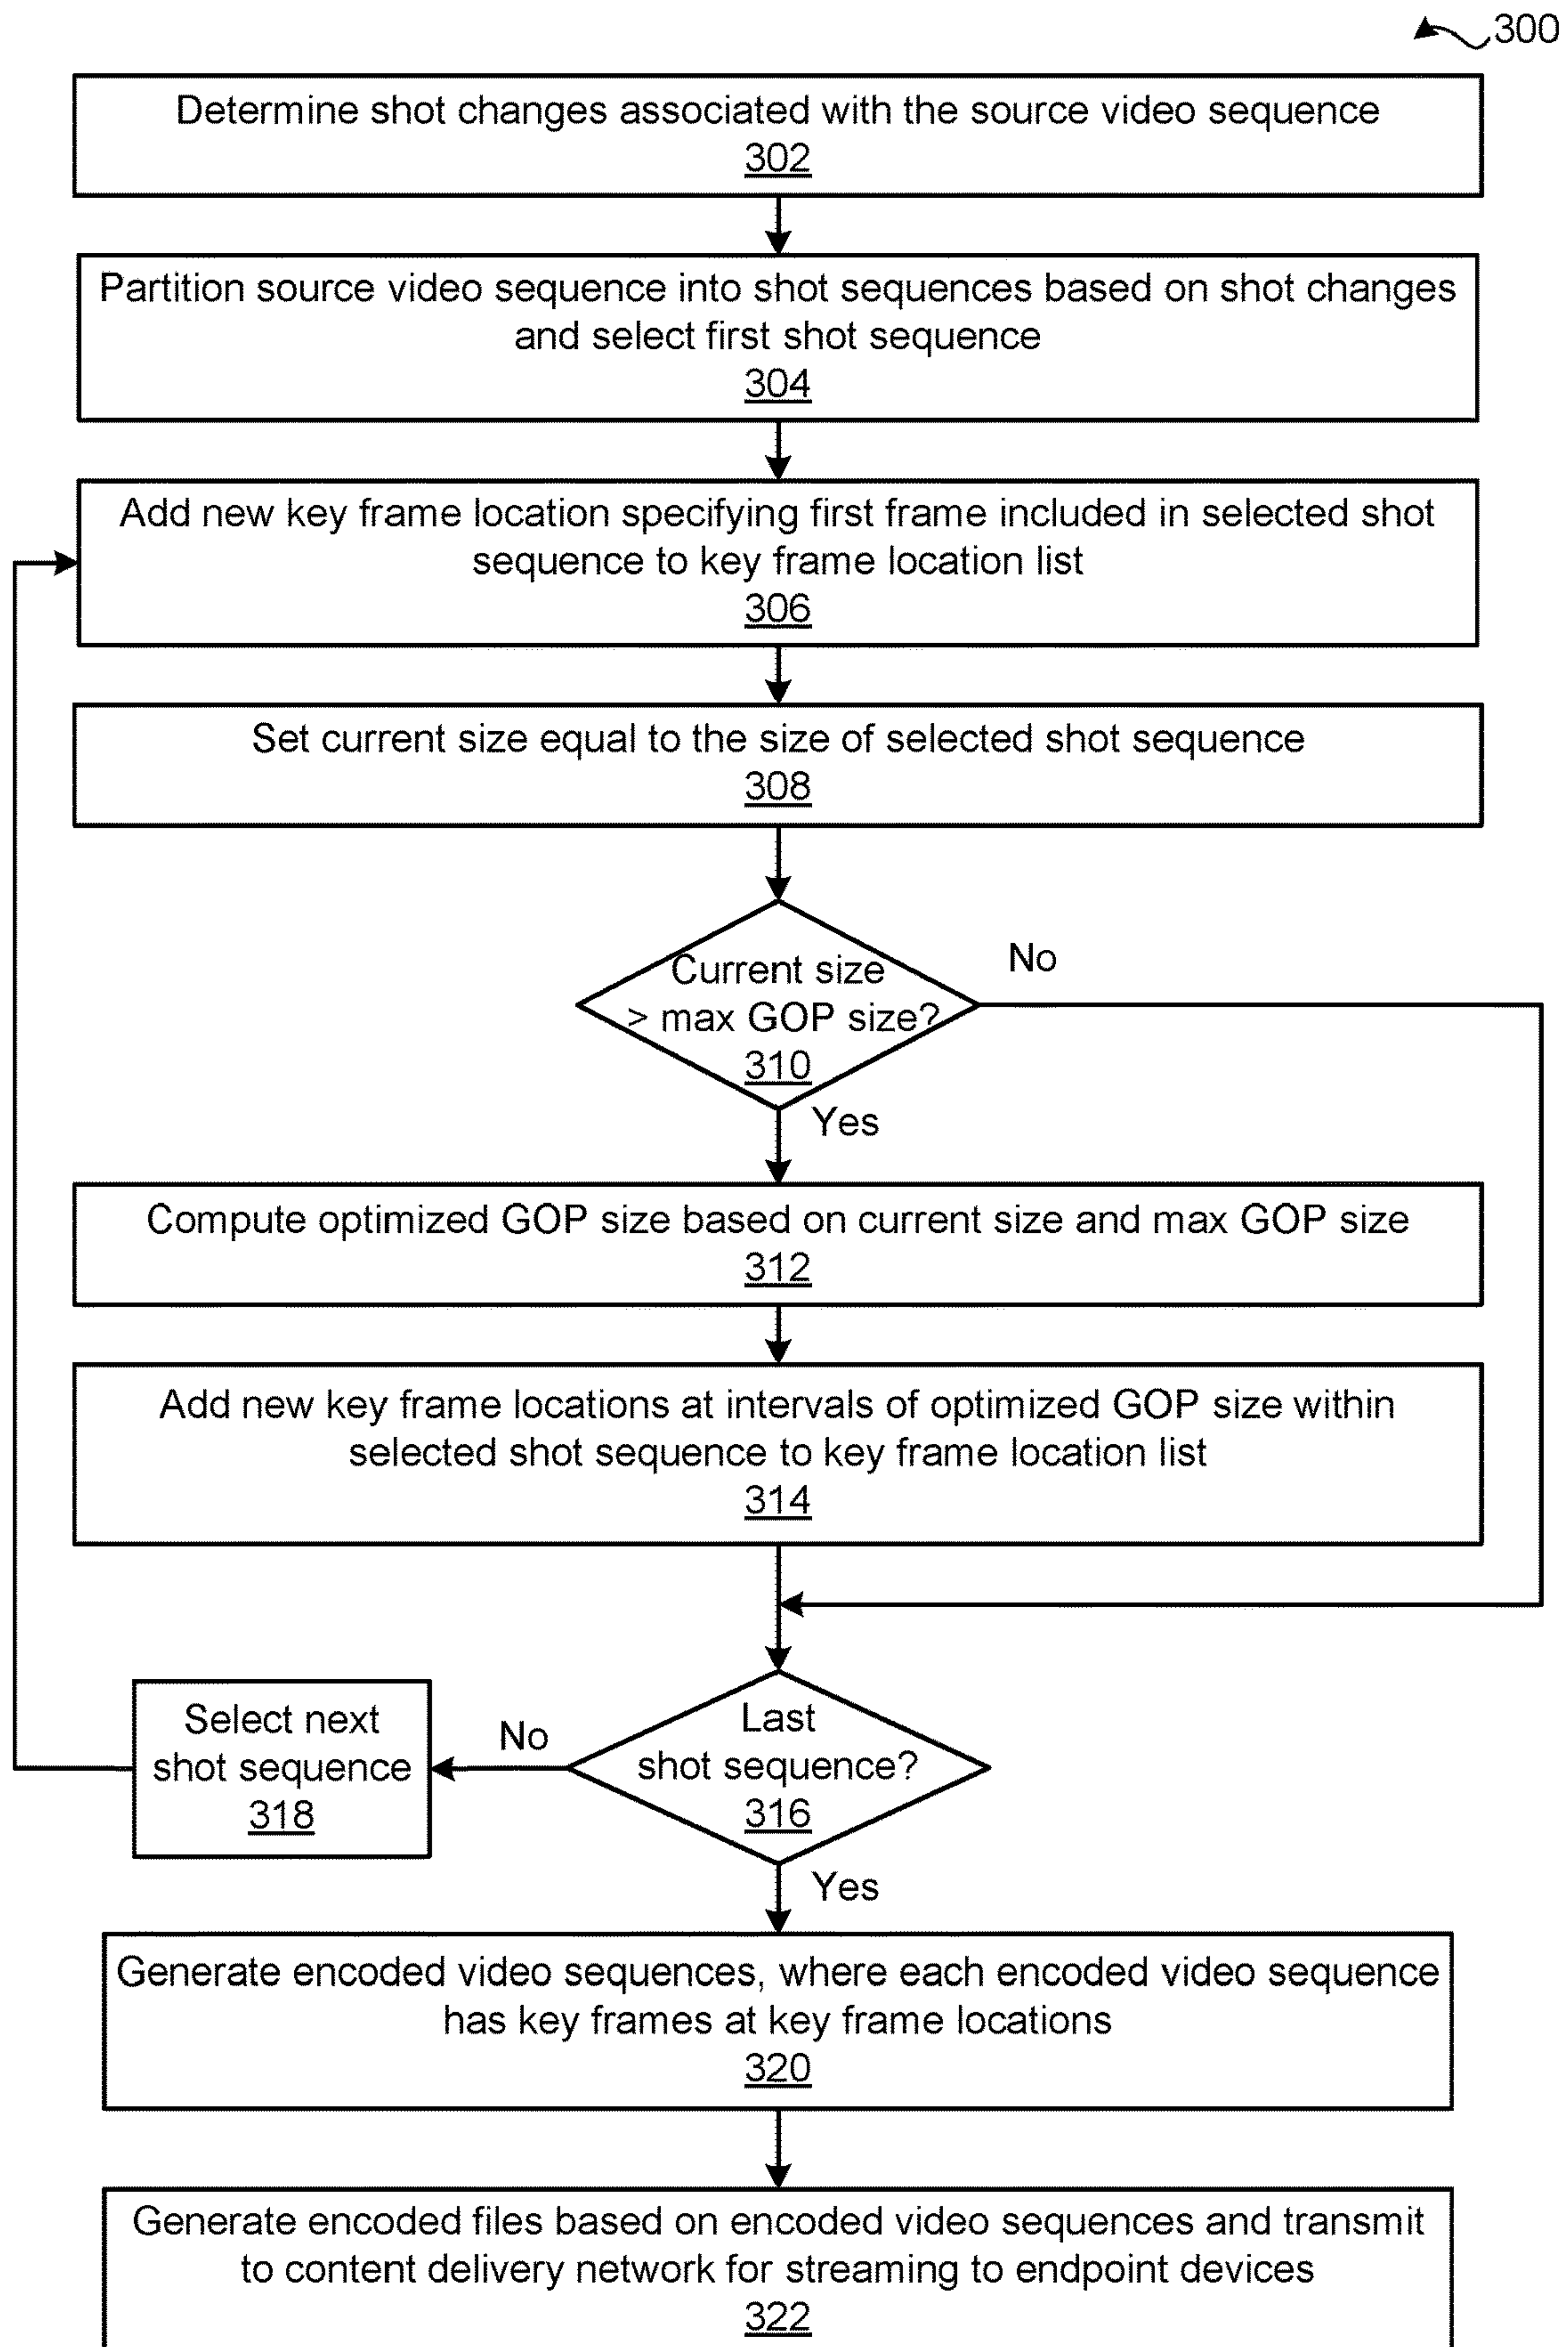 300
Determine shot changes associated with the source video sequence
302
Partition source video sequence into shot sequences based on shot changes
and select first shot sequence
304
Add new key frame location specifying first frame included in selected shot
sequence to key frame location list
306
Set current size equal to the size of selected shot sequence
308
Current size
> max GOP size?
310
No
Yes
Compute optimized GOP size based on current size and max GOP size
312
Add new key frame locations at intervals of optimized GOP size within
selected shot sequence to key frame location list
314
Last
shot sequence?
316
No
Select next
shot sequence
318
Yes
Generate encoded video sequences, where each encoded video sequence
has key frames at key frame locations
320
Generate encoded files based on encoded video sequences and transmit
to content delivery network for streaming to endpoint devices
322